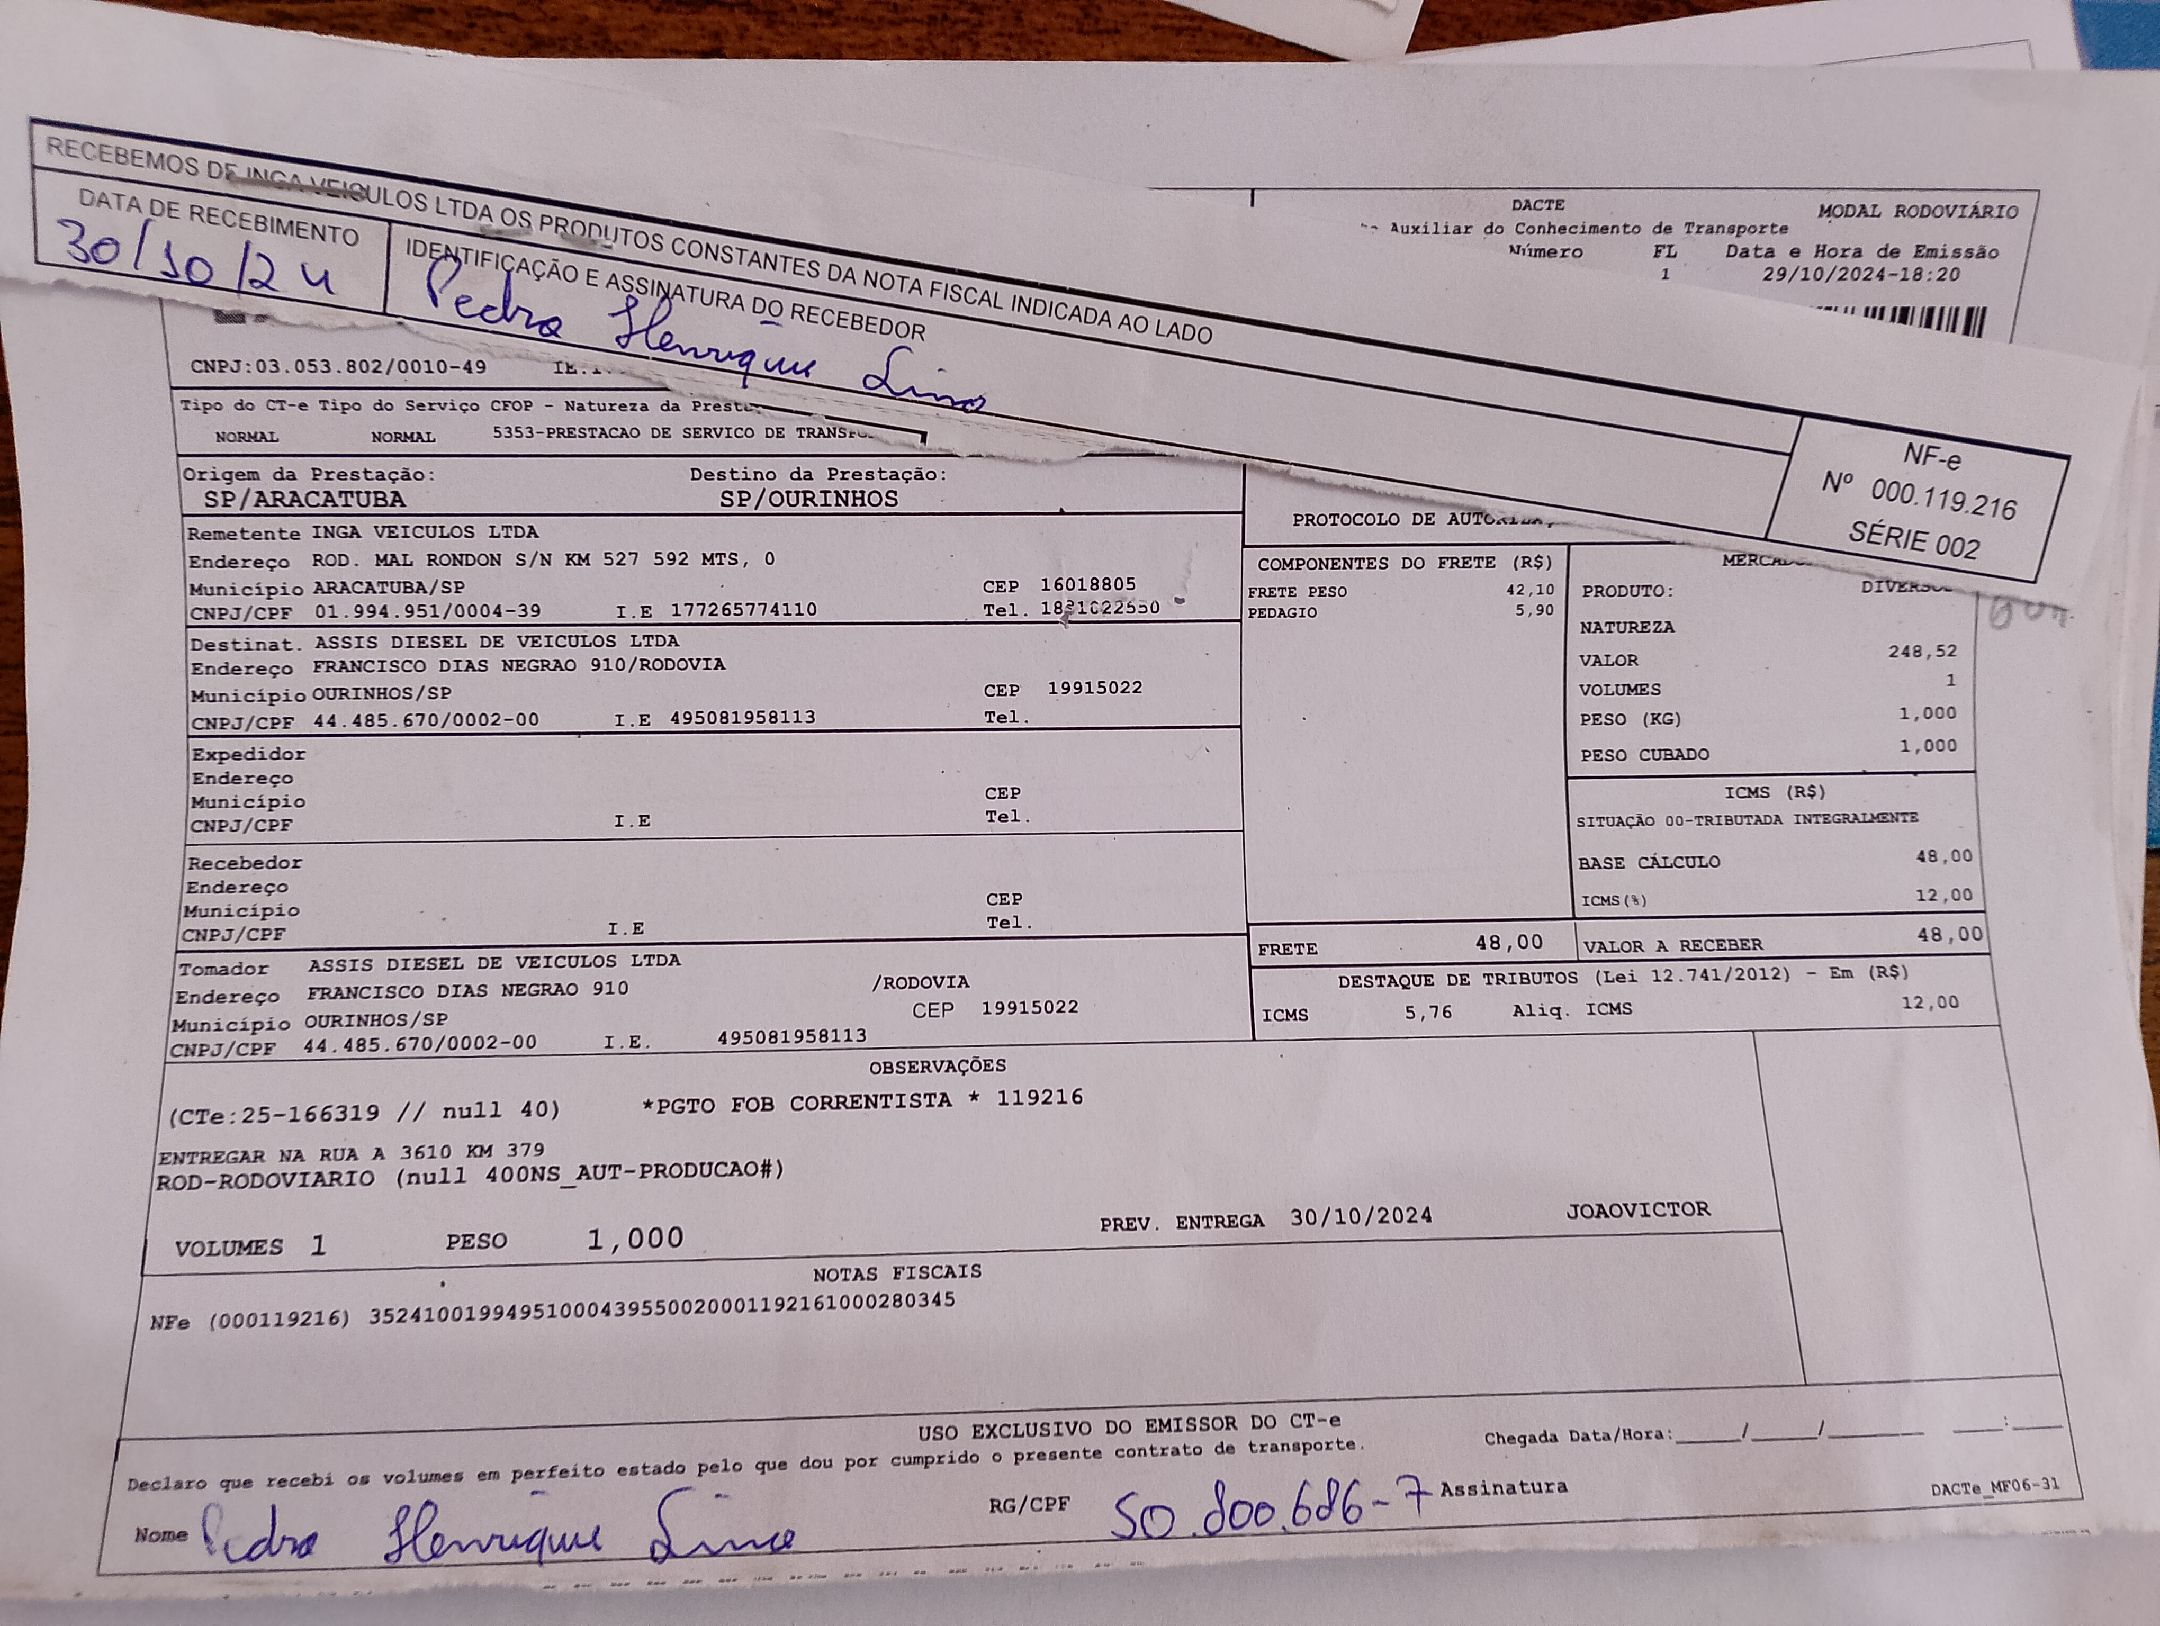 RECEBEMOS DE INGA VEICULOS LTDA OS PRODUTOS CONSTANTES DA NOTA FISCAL INDICADA AO LADO
DATA DE RECEBIMENTO
30/10/24
IDENTIFICAÇÃO E ASSINATURA DO RECEBEDOR
Pedro Henrique Lino
NF-e
Nº 000.119.216
SÉRIE 002
DACTE
MODAL RODOVIÁRIO
Auxiliar do Conhecimento de Transporte
Número FL Data e Hora de Emissão
1 29/10/2024-18:20
CNPJ:03.053.802/0010-49
Tipo do CT-e Tipo do Serviço CFOP - Natureza da
NORMAL NORMAL 5353-PRESTACAO DE SERVICO DE
Origem da Prestação: Destino da Prestação:
SP/ARACATUBA SP/OURINHOS
Remetente INGA VEICULOS LTDA
Endereço ROD. MAL RONDON S/N KM 527 592 MTS, 0
Município ARACATUBA/SP CEP 16018805
CNPJ/CPF 01.994.951/0004-39 I.E 177265774110 Tel.
Destinat. ASSIS DIESEL DE VEICULOS LTDA
Endereço FRANCISCO DIAS NEGRAO 910/RODOVIA
Município OURINHOS/SP CEP 19915022
CNPJ/CPF 44.485.670/0002-00 I.E 495081958113 Tel.
Expedidor
Endereço
Município CEP
CNPJ/CPF I.E Tel.
Recebedor
Endereço
Município CEP
CNPJ/CPF I.E Tel.
Tomador ASSIS DIESEL DE VEICULOS LTDA
Endereço FRANCISCO DIAS NEGRAO 910 /RODOVIA
Município OURINHOS/SP CEP 19915022
CNPJ/CPF 44.485.670/0002-00 I.E. 495081958113
PROTOCOLO DE
COMPONENTES DO FRETE (R$)
FRETE PESO 42,10
PEDAGIO 5,90
PRODUTO:
NATUREZA
VALOR 248,52
VOLUMES 1
PESO (KG) 1,000
PESO CUBADO 1,000
ICMS (R$)
SITUAÇÃO 00-TRIBUTADA INTEGRALMENTE
BASE CÁLCULO 48,00
ICMS(%) 12,00
FRETE 48,00 VALOR A RECEBER 48,00
DESTAQUE DE TRIBUTOS (Lei 12.741/2012) - Em (R$)
ICMS 5,76 Aliq. ICMS 12,00
OBSERVAÇÕES
(CTe:25-166319 // null 40) *PGTO FOB CORRENTISTA * 119216
ENTREGAR NA RUA A 3610 KM 379
ROD-RODOVIARIO (null 400NS_AUT-PRODUCAO#)
VOLUMES 1 PESO 1,000 PREV. ENTREGA 30/10/2024 JOAOVICTOR
NOTAS FISCAIS
NFe (000119216) 35241001994951000439550020001192161000280345
USO EXCLUSIVO DO EMISSOR DO CT-e
Declaro que recebi os volumes em perfeito estado pelo que dou por cumprido o presente contrato de transporte.
Chegada Data/Hora:_____/_____/_______ ____:____
Nome Pedro Henrique Lino RG/CPF 50.800.686-7 Assinatura
DACTe_MF06-31